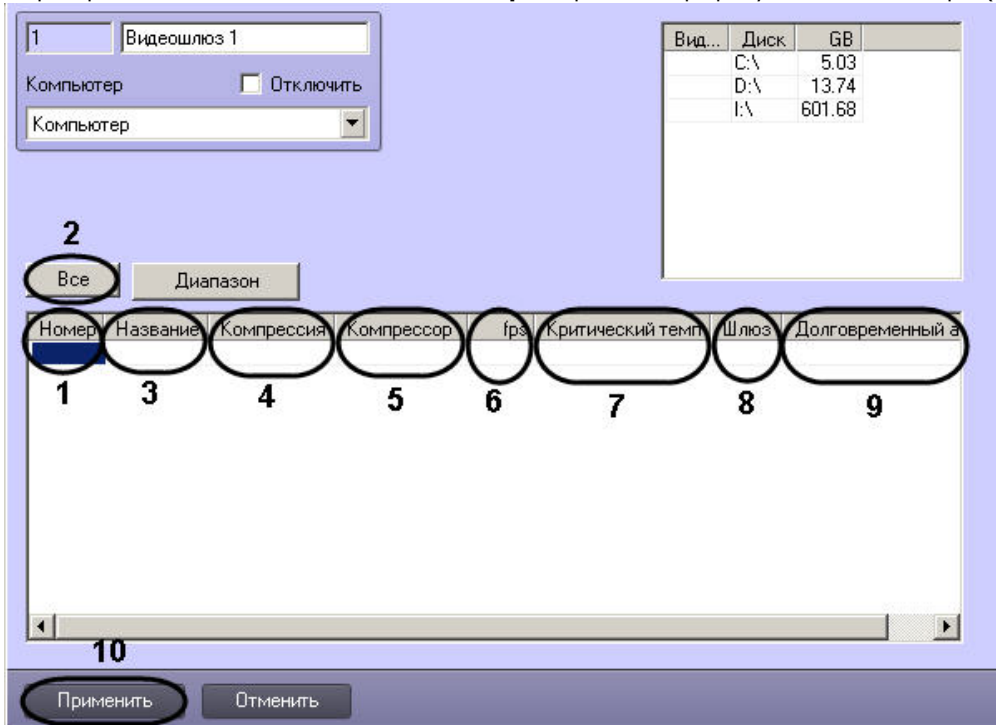 1 Видеошлюз 1
Компьютер Отключить
Компьютер
Вид... Диск GB
C:\ 5.03
D:\ 13.74
I:\ 601.68
2
Все Диапазон
Номер Название Компрессия Компрессор fps Критический темп Шлюз Долговременный а
1 3 4 5 6 7 8 9
10
Применить Отменить